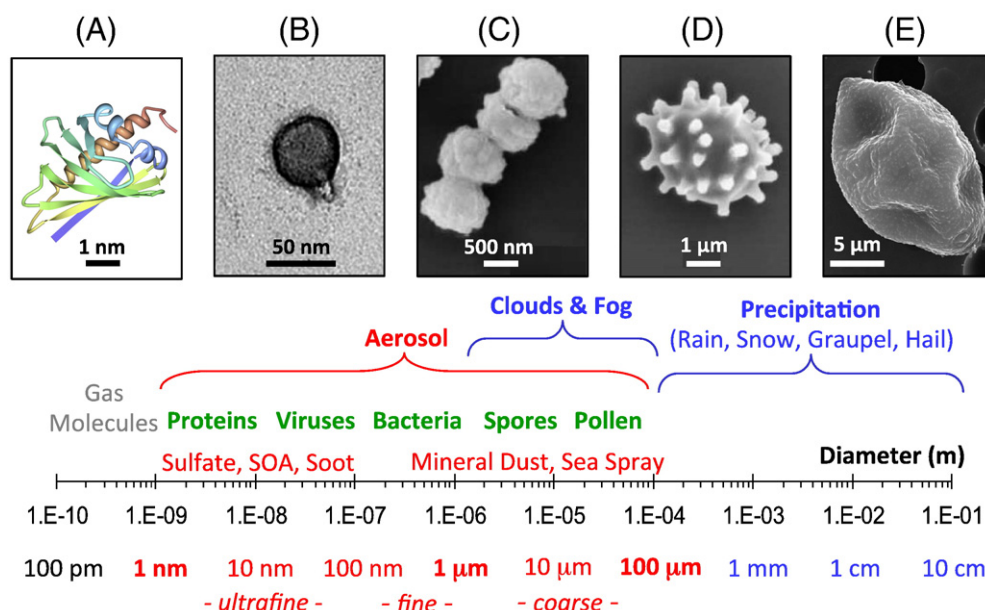 (A) (B) (C) (D) (E)
1 nm 50 nm 500 nm 1 μm 5 μm
Clouds & Fog Precipitation
Aerosol (Rain, Snow, Graupel, Hail)
Gas
Molecules Proteins Viruses Bacteria Spores Pollen
Sulfate, SOA, Soot Mineral Dust, Sea Spray Diameter (m)
1.E-10 1.E-09 1.E-08 1.E-07 1.E-06 1.E-05 1.E-04 1.E-03 1.E-02 1.E-01
100 pm 1 nm 10 nm 100 nm 1 μm 10 μm 100 μm 1 mm 1 cm 10 cm
- ultrafine - - fine - - coarse -